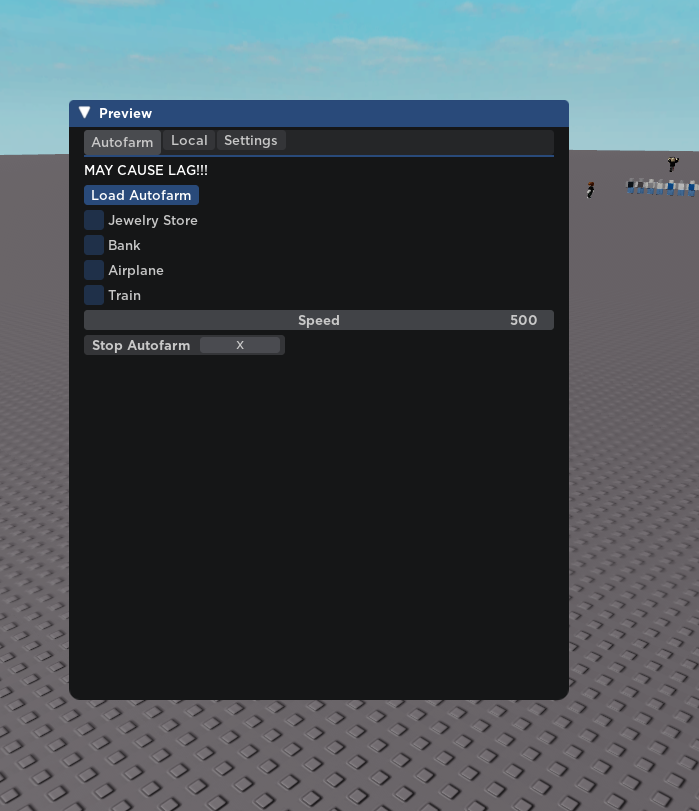 Preview
Autofarm Local Settings
MAY CAUSE LAG!!!
Load Autofarm
Jewelry Store
Bank
Airplane
Train
Speed 500
Stop Autofarm X